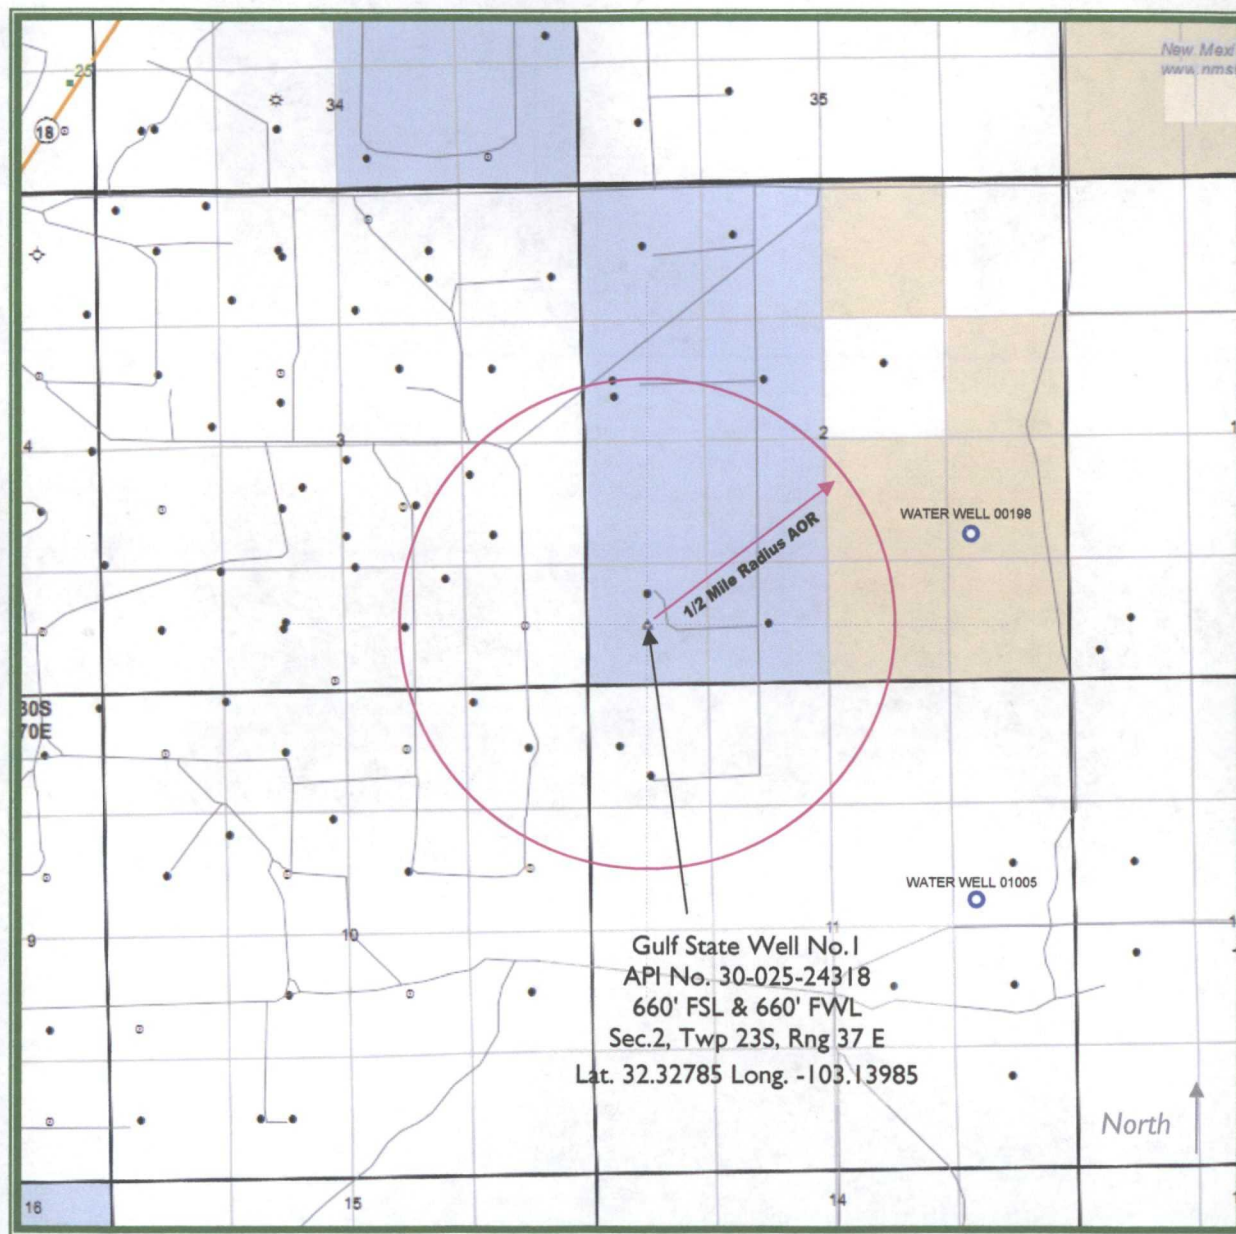 New Mexi
www.nmst
25
34
35
18
4
3
2
WATER WELL 00198
1/2 Mile Radius AOR
30S
70E
WATER WELL 01005
9
10
11
Gulf State Well No.1
API No. 30-025-24318
660' FSL & 660' FWL
Sec.2, Twp 23S, Rng 37 E
Lat. 32.32785 Long. -103.13985
North
16
15
14